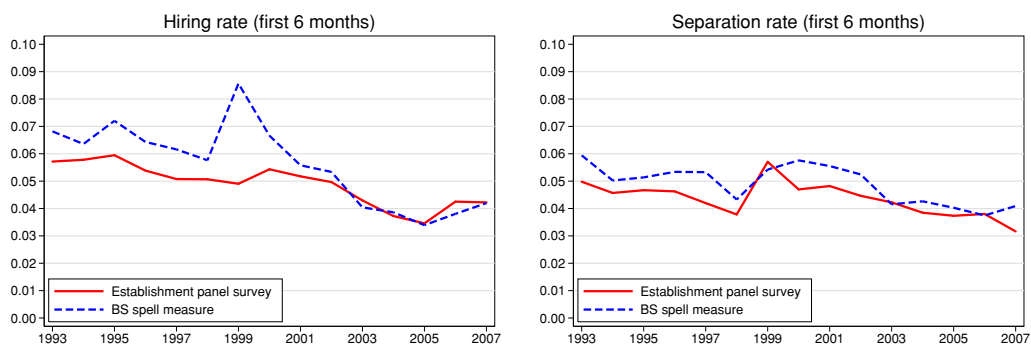 Hiring rate (first 6 months)
0.10
0.09
0.08
0.07
0.06
0.05
0.04
0.03
0.02
0.01
0.00
Establishment panel survey
BS spell measure
1993 1995 1997 1999 2001 2003 2005 2007
Separation rate (first 6 months)
0.10
0.09
0.08
0.07
0.06
0.05
0.04
0.03
0.02
0.01
0.00
Establishment panel survey
BS spell measure
1993 1995 1997 1999 2001 2003 2005 2007